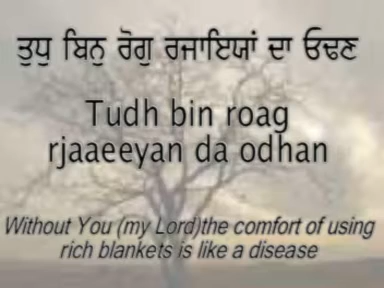 ਤੁਧੁ ਬਿਨੁ ਰੋਗੁ ਰਜਾਇਯਾਂ ਦਾ ਓਢਣ
Tudh bin roag
rjaaeeyan da odhan
Without You (my Lord)the comfort of using
rich blankets is like a disease